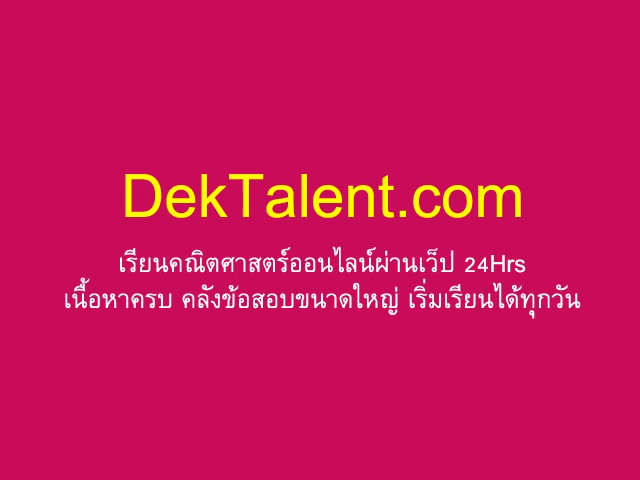 DekTalent.com
เรียนคณิตศาสตร์ออนไลน์ผ่านเว็ป 24Hrs
เนื้อหาครบ คลังข้อสอบขนาดใหญ่ เริ่มเรียนได้ทุกวัน